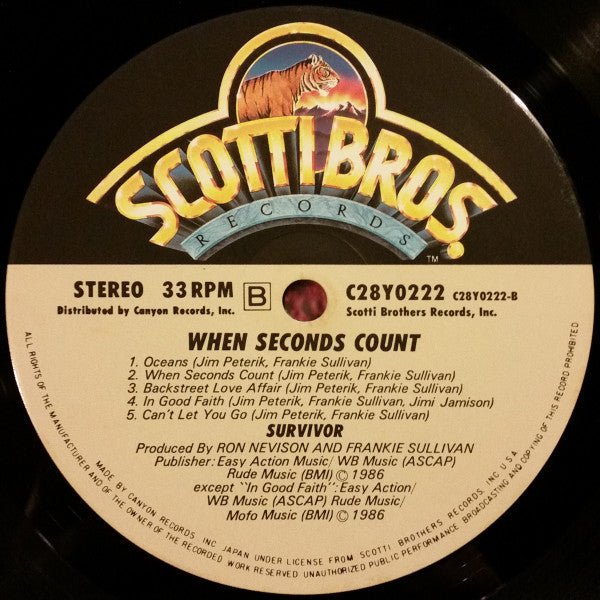 SCOTTI BROS.
RECORDS
TM
STEREO 33 RPM B C28Y0222 C28Y0222-B
Distributed by Canyon Records, Inc. Scotti Brothers Records, Inc.
WHEN SECONDS COUNT
1. Oceans (Jim Peterik, Frankie Sullivan)
2. When Seconds Count (Jim Peterik, Frankie Sullivan)
3. Backstreet Love Affair (Jim Peterik, Frankie Sullivan)
4. In Good Faith (Jim Peterik, Frankie Sullivan, Jimi Jamison)
5. Can't Let You Go (Jim Peterik, Frankie Sullivan)
SURVIVOR
Produced By RON NEVISON AND FRANKIE SULLIVAN
Publisher: Easy Action Music/ WB Music (ASCAP)
Rude Music (BMI) Ⓒ 1986
except ``In Good Faith'': Easy Action/
WB Music (ASCAP) Rude Music/
Mofo Music (BMI) Ⓒ 1986
MADE BY CANYON RECORDS, INC. JAPAN UNDER LICENSE FROM SCOTTI BROTHERS RECORDS, INC. U.S.A.
ALL RIGHTS OF THE MANUFACTURER AND OF THE OWNER OF THE RECORDED WORK RESERVED UNAUTHORIZED PUBLIC PERFORMANCE, BROADCASTING AND COPYING OF THIS RECORD PROHIBITED.